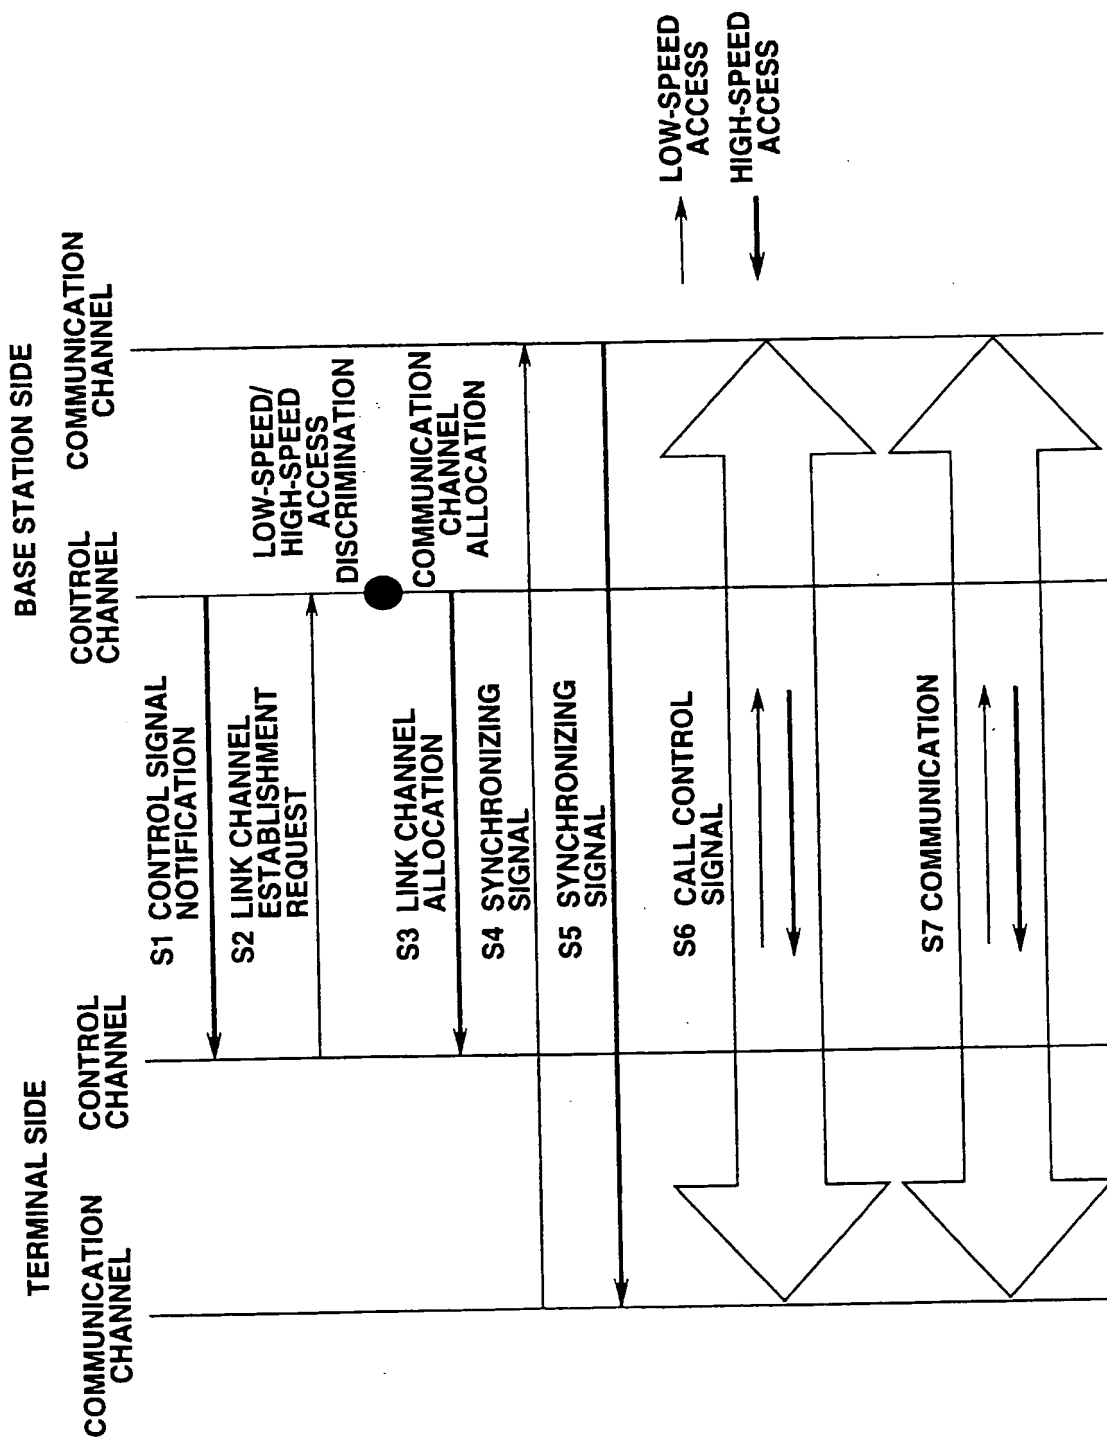 TERMINAL SIDE
BASE STATION SIDE
COMMUNICATION
CHANNEL
CONTROL
CHANNEL
CONTROL
CHANNEL
COMMUNICATION
CHANNEL
S1 CONTROL SIGNAL
NOTIFICATION
S2 LINK CHANNEL
ESTABLISHMENT
REQUEST
LOW-SPEED/
HIGH-SPEED
ACCESS
DISCRIMINATION
S3 LINK CHANNEL
ALLOCATION
COMMUNICATION
CHANNEL
ALLOCATION
S4 SYNCHRONIZING
SIGNAL
S5 SYNCHRONIZING
SIGNAL
S6 CALL CONTROL
SIGNAL
S7 COMMUNICATION
LOW-SPEED
ACCESS
HIGH-SPEED
ACCESS